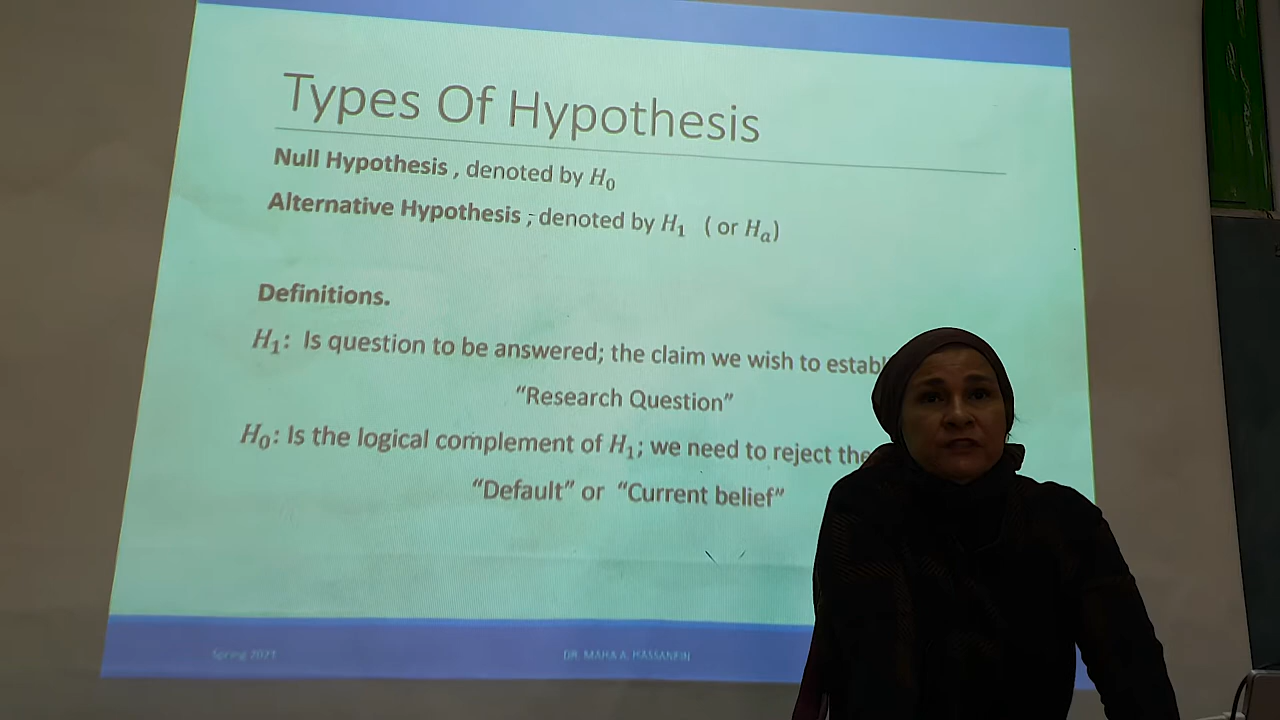 Types Of Hypothesis
Null Hypothesis , denoted by H₀
Alternative Hypothesis ; denoted by H₁ ( or Hₐ)
Definitions.
H₁: Is question to be answered; the claim we wish to
"Research Question"
H₀: Is the logical complement of H₁; we need to reject the
"Default" or "Current belief"
Spring 2021
DR. MAHA A. HASSANEIN